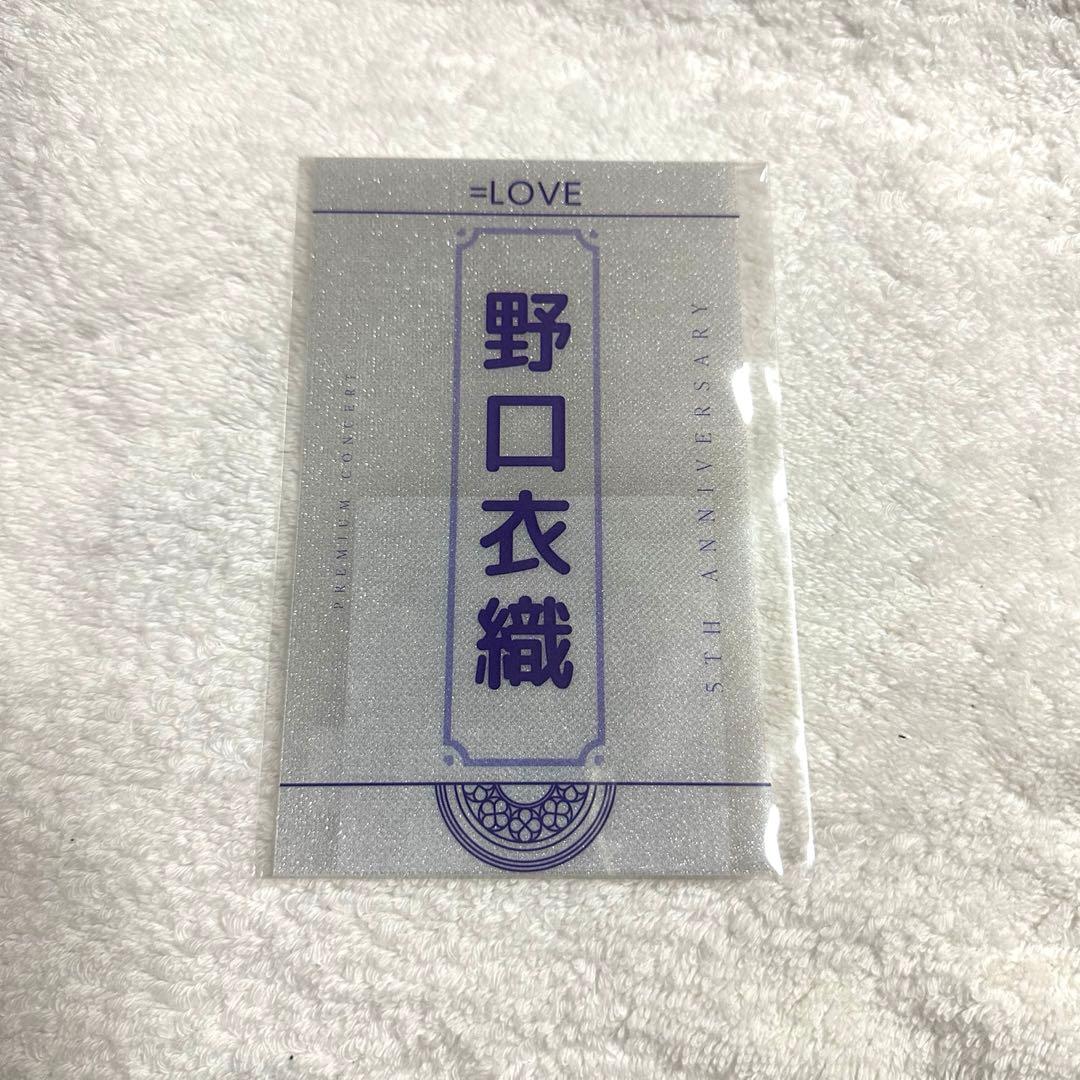 =LOVE
野口衣織
PREMIUM CONCERT
5TH ANNIVERSARY